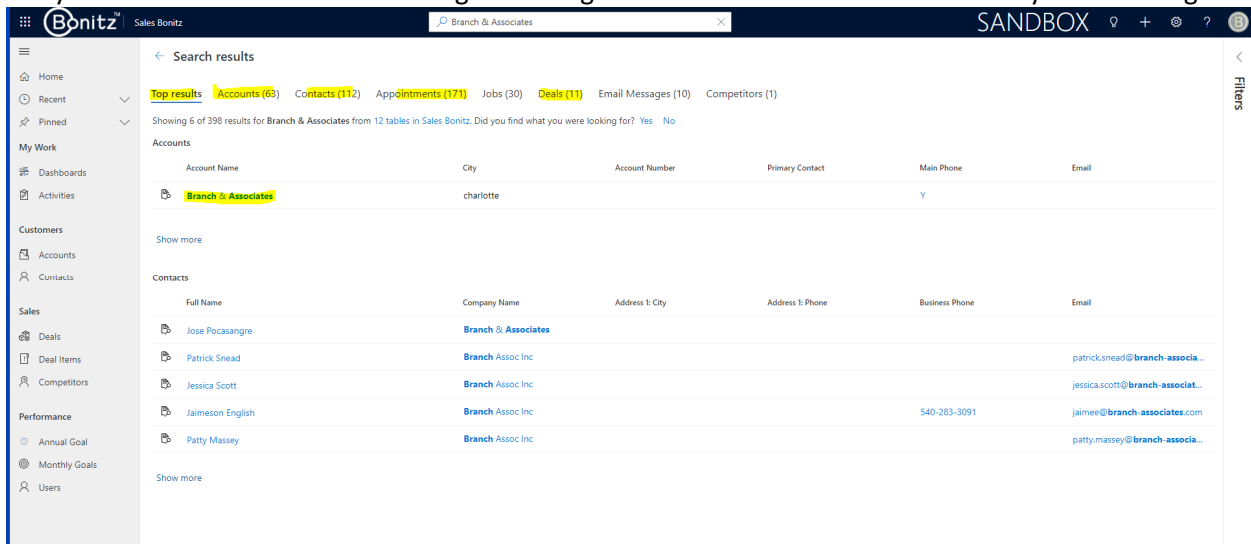 Bonitz™ Sales Bonitz Branch & Associates SANDBOX ? B
Search results
Home
Recent
Pinned
My Work
Dashboards
Activities
Customers
Accounts
Contacts
Sales
Deals
Deal Items
Competitors
Performance
Annual Goal
Monthly Goals
Users
Top results Accounts (63) Contacts (112) Appointments (171) Jobs (30) Deals (11) Email Messages (10) Competitors (1)
Showing 6 of 398 results for Branch & Associates from 12 tables in Sales Bonitz. Did you find what you were looking for? Yes No
Accounts
Account Name City Account Number Primary Contact Main Phone Email
Branch & Associates charlotte Y
Show more
Contacts
Full Name Company Name Address 1: City Address 1: Phone Business Phone Email
Jose Pocasangre Branch & Associates
Patrick Snead Branch Assoc Inc patrick.snead@branch-associa...
Jessica Scott Branch Assoc Inc jessica.scott@branch-associat...
Jaimeson English Branch Assoc Inc 540-283-3091 jaimee@branch-associates.com
Patty Massey Branch Assoc Inc patty.massey@branch-associa...
Show more
Filters